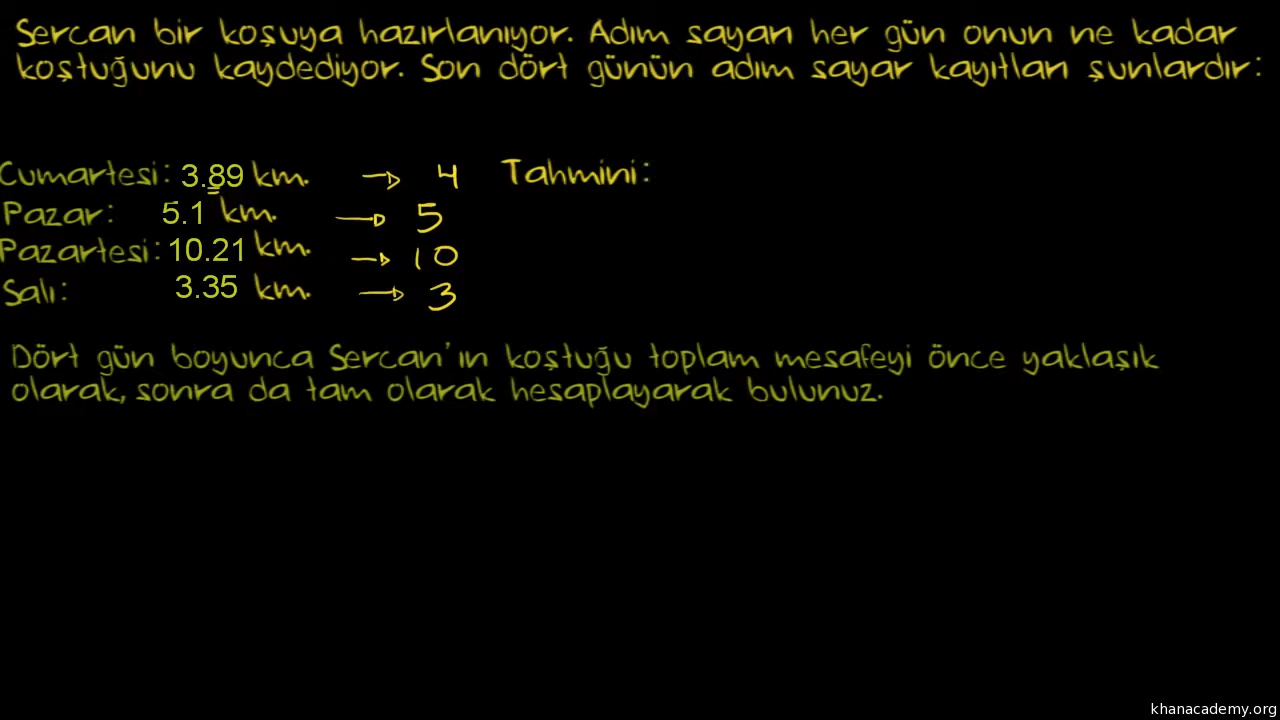 Sercan bir koşuya hazırlanıyor. Adım sayarı her gün onun ne kadar
koştuğunu kaydediyor. Son dört günün adım sayar kayıtları şunlardır:
Cumartesi: 3.89 km. → 4 Tahmini:
Pazar: 5.1 km. → 5
Pazartesi: 10.21 km. → 10
Salı: 3.35 km. → 3
Dört gün boyunca Sercan'ın koştuğu toplam mesafeyi önce yaklaşık
olarak, sonra da tam olarak hesaplayarak bulunuz.
khanacademy.org